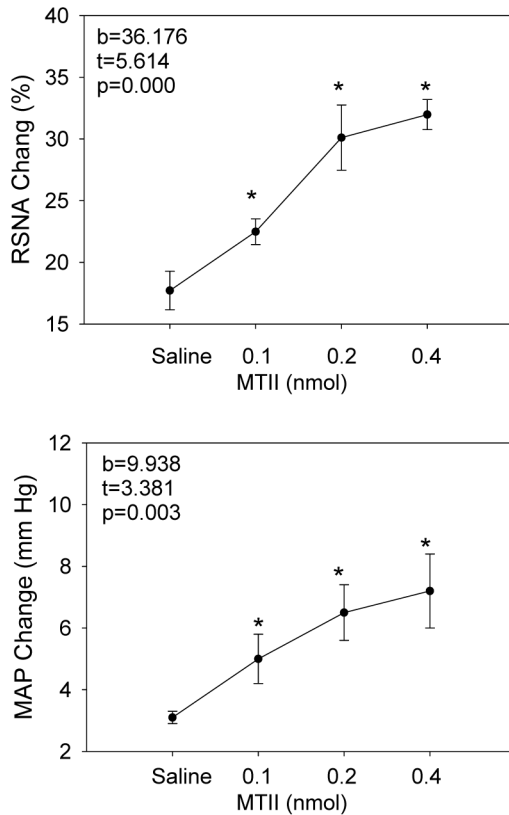 b=36.176
t=5.614
p=0.000
RSNA Chang (%)
40
35
30
25
20
15
*
*
*
Saline 0.1 0.2 0.4
MTII (nmol)
b=9.938
t=3.381
p=0.003
MAP Change (mm Hg)
12
10
8
6
4
2
*
*
*
Saline 0.1 0.2 0.4
MTII (nmol)